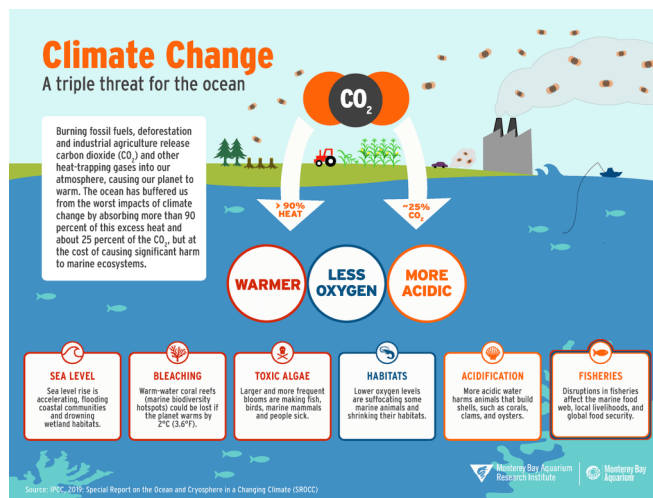 Climate Change
A triple threat for the ocean
CO2
Burning fossil fuels, deforestation
and industrial agriculture release
carbon dioxide (CO2) and other
heat-trapping gases into our
atmosphere, causing our planet to
warm. The ocean has buffered us
from the worst impacts of climate
change by absorbing more than 90
percent of this excess heat and
about 25 percent of the CO2, but at
the cost of causing significant harm
to marine ecosystems.
> 90%
HEAT
~25%
CO2
WARMER
LESS
OXYGEN
MORE
ACIDIC
SEA LEVEL
Sea level rise is
accelerating, flooding
coastal communities
and drowning
wetland habitats.
BLEACHING
Warm-water coral reefs
(marine biodiversity
hotspots) could be lost if
the planet warms by
2°C (3.6°F).
TOXIC ALGAE
Larger and more frequent
blooms are making fish,
birds, marine mammals
and people sick.
HABITATS
Lower oxygen levels
are suffocating some
marine animals and
shrinking their habitats.
ACIDIFICATION
More acidic water
harms animals that build
shells, such as corals,
clams, and oysters.
FISHERIES
Disruptions in fisheries
affect the marine food
web, local livelihoods, and
global food security.
Monterey Bay Aquarium
Research Institute
Monterey Bay
Aquarium
Source: IPCC, 2019: Special Report on the Ocean and Cryosphere in a Changing Climate (SROCC)